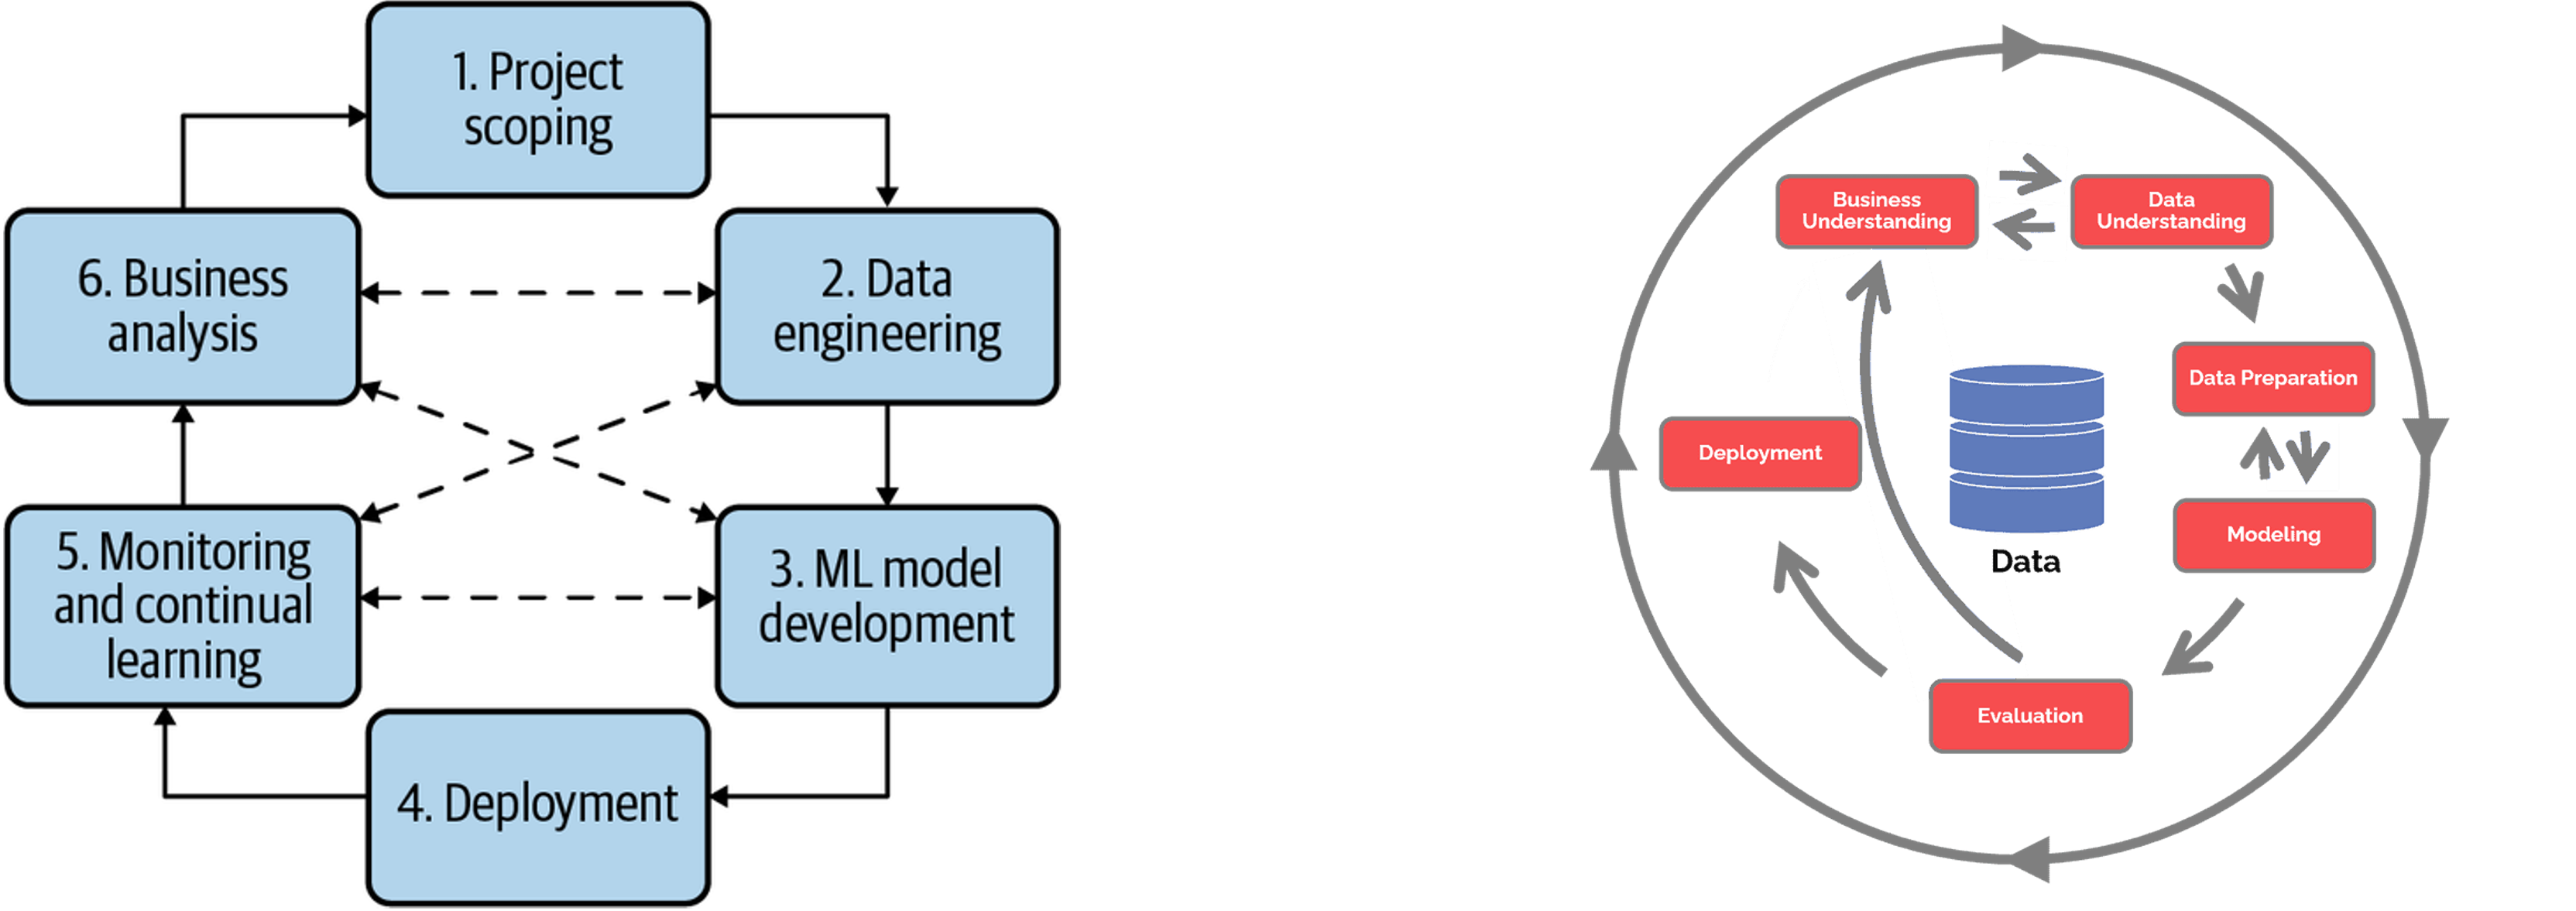 1. Project
scoping
2. Data
engineering
3. ML model
development
4. Deployment
5. Monitoring
and continual
learning
6. Business
analysis
Business
Understanding
Data
Understanding
Data Preparation
Modeling
Evaluation
Deployment
Data